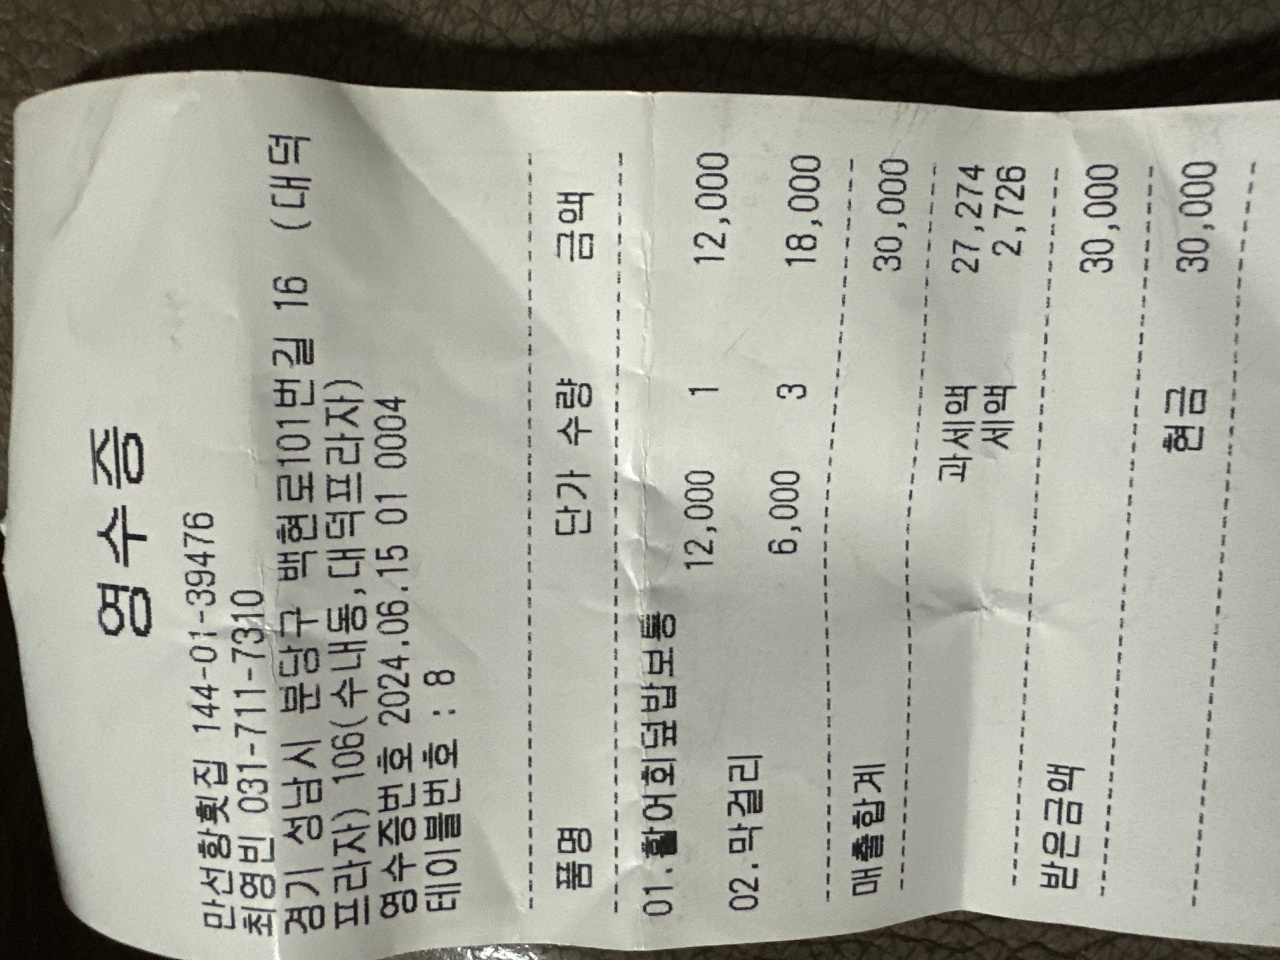 영수증
만선항횟집 144-01-39476
최영빈 031-711-7310
경기 성남시 분당구 백현로101번길 16 (대덕
프라자) 106(수내동,대덕프라자)
영수증번호 2024.06.15 01 0004
테이블번호 : 8
품명 단가 수량 금액
01.활어회덮밥보통
12,000 1 12,000
02.막걸리 6,000 3 18,000
매출합계 30,000
과세액 27,274
세액 2,726
받은금액 30,000
현금 30,000